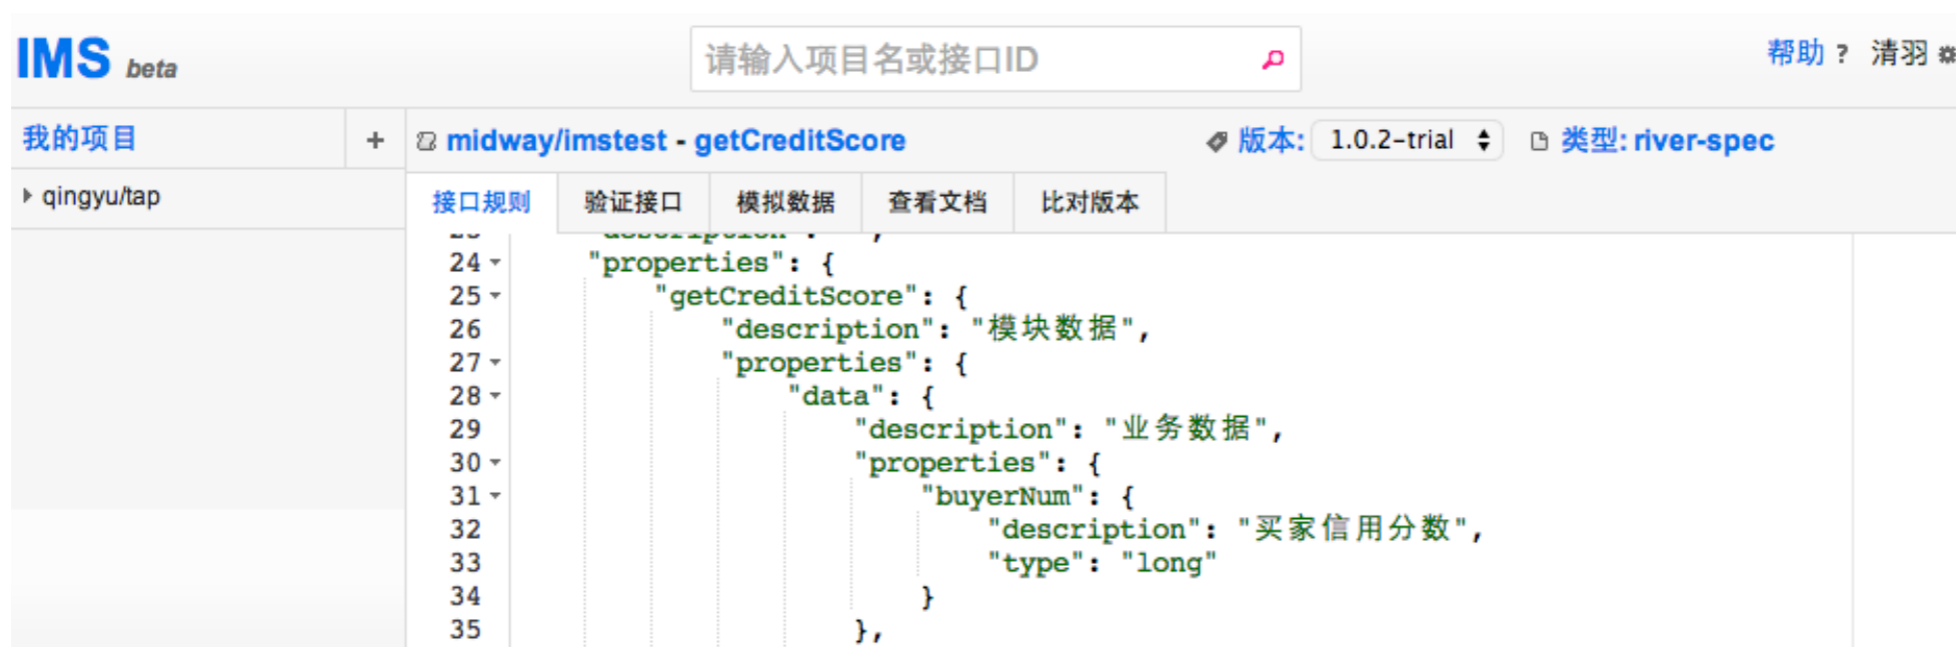 IMS beta
请输入项目名或接口ID
帮助 ? 清羽
我的项目 +
midway/imstest - getCreditScore
版本: 1.0.2-trial
类型: river-spec
qingyu/tap
接口规则 验证接口 模拟数据 查看文档 比对版本
24 "properties": {
25 "getCreditScore": {
26 "description": "模块数据",
27 "properties": {
28 "data": {
29 "description": "业务数据",
30 "properties": {
31 "buyerNum": {
32 "description": "买家信用分数",
33 "type": "long"
34 }
35 },